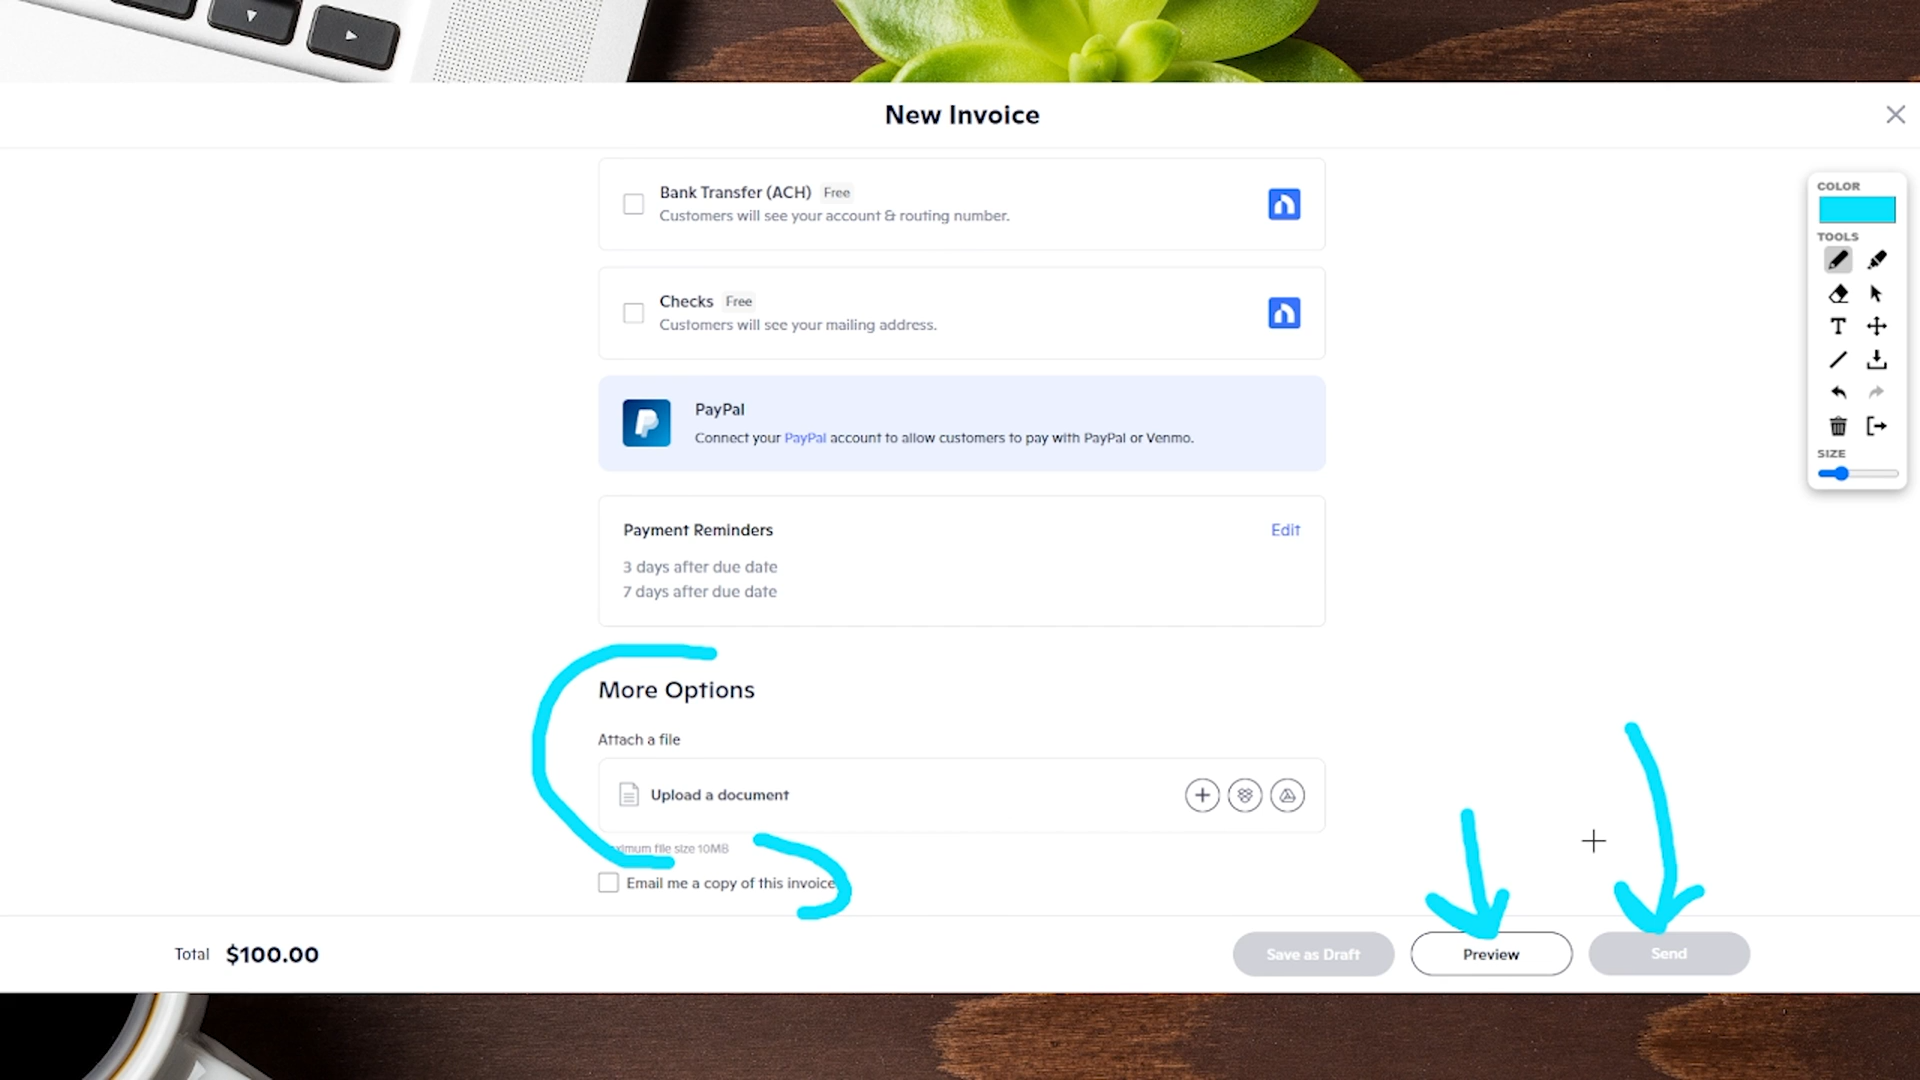 New Invoice
COLOR
TOOLS
SIZE
Bank Transfer (ACH) Free
Customers will see your account & routing number.
Checks Free
Customers will see your mailing address.
PayPal
Connect your PayPal account to allow customers to pay with PayPal or Venmo.
Payment Reminders Edit
3 days after due date
7 days after due date
More Options
Attach a file
Upload a document
ximum file size 10MB
Email me a copy of this invoice
Total $100.00
Save as Draft Preview Send